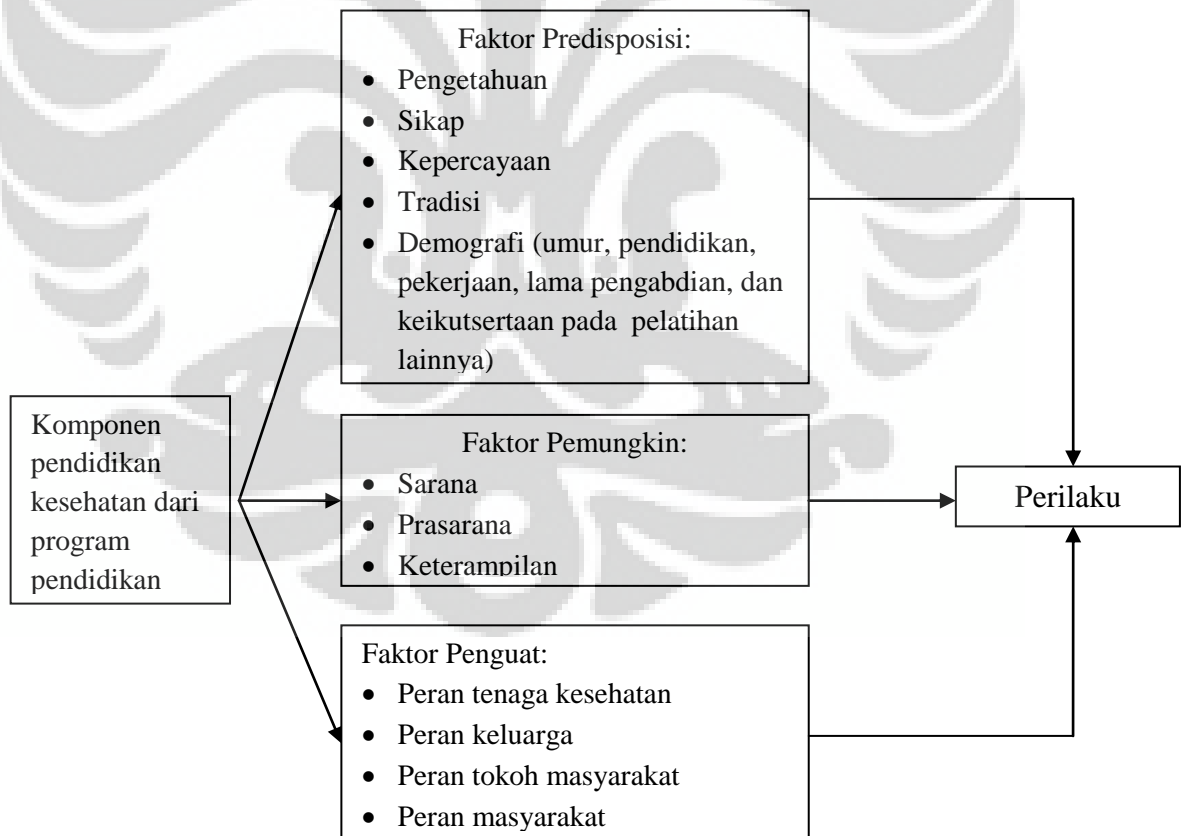 Faktor Predisposisi:
• Pengetahuan
• Sikap
• Kepercayaan
• Tradisi
• Demografi (umur, pendidikan,
pekerjaan, lama pengabdian, dan
keikutsertaan pada pelatihan
lainnya)
Komponen
pendidikan
kesehatan dari
program
pendidikan
Faktor Pemungkin:
• Sarana
• Prasarana
• Keterampilan
Perilaku
Faktor Penguat:
• Peran tenaga kesehatan
• Peran keluarga
• Peran tokoh masyarakat
• Peran masyarakat